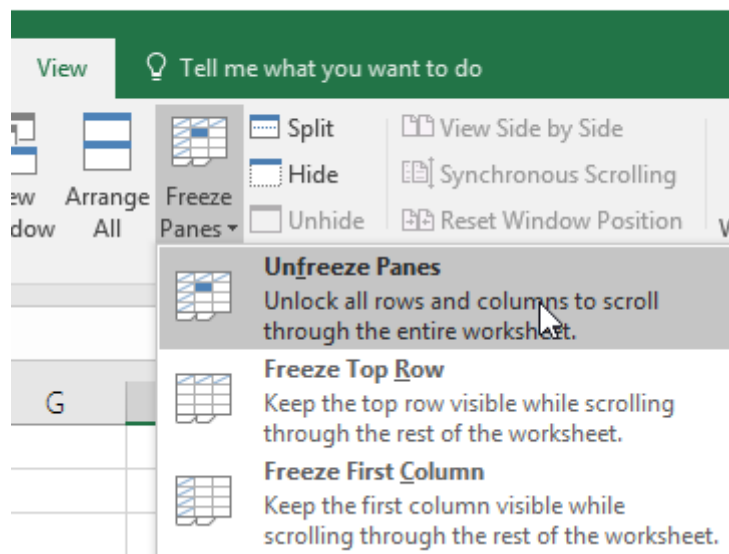 View Tell me what you want to do
Split View Side by Side
Hide Synchronous Scrolling
Arrange Freeze
All Panes Unhide Reset Window Position
Unfreeze Panes
Unlock all rows and columns to scroll
through the entire worksheet.
Freeze Top Row
Keep the top row visible while scrolling
through the rest of the worksheet.
G
Freeze First Column
Keep the first column visible while
scrolling through the rest of the worksheet.